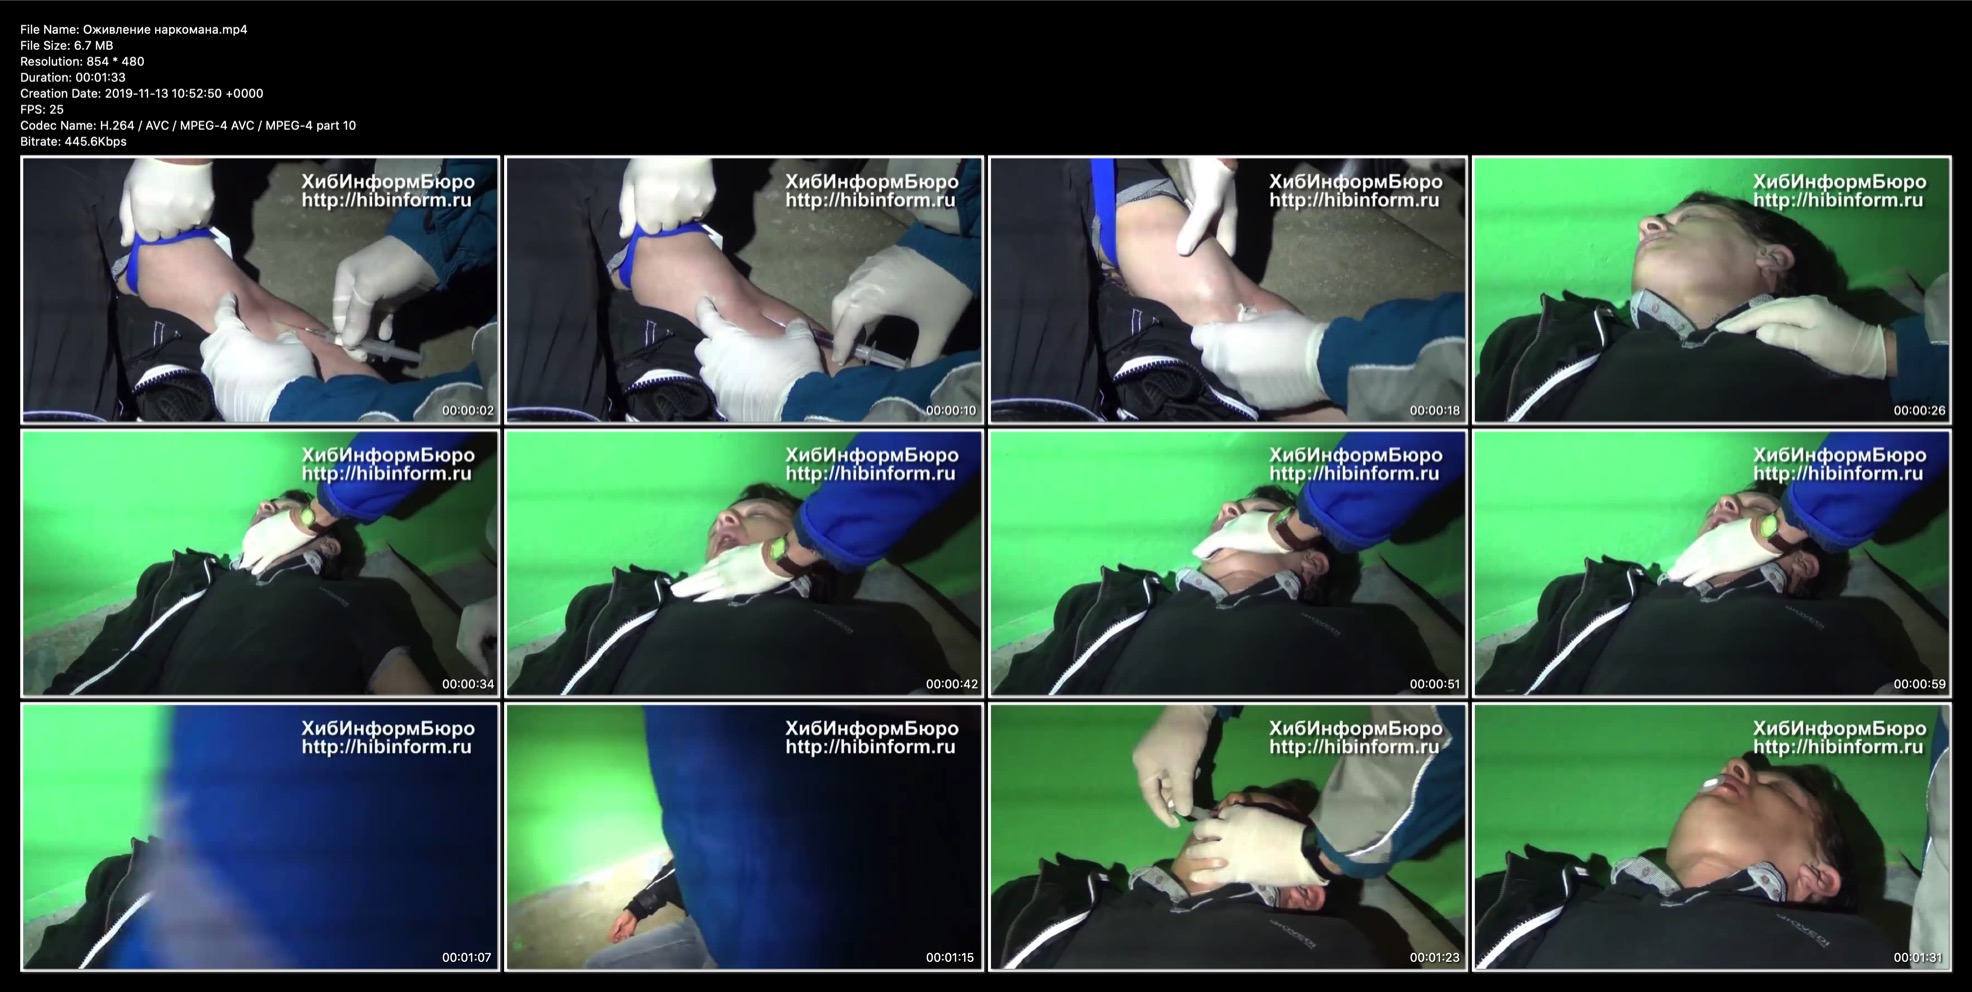 File Name: Оживление наркомана.mp4
File Size: 6.7 MB
Resolution: 854 * 480
Duration: 00:01:33
Creation Date: 2019-11-13 10:52:50 +0000
FPS: 25
Codec Name: H.264 / AVC / MPEG-4 AVC / MPEG-4 part 10
Bitrate: 445.6Kbps
ХибИнформБюро
http://hibinform.ru
00:00:02
ХибИнформБюро
http://hibinform.ru
00:00:10
ХибИнформБюро
http://hibinform.ru
00:00:18
ХибИнформБюро
http://hibinform.ru
00:00:26
ХибИнформБюро
http://hibinform.ru
00:00:34
ХибИнформБюро
http://hibinform.ru
00:00:42
ХибИнформБюро
http://hibinform.ru
00:00:51
ХибИнформБюро
http://hibinform.ru
00:00:59
ХибИнформБюро
http://hibinform.ru
00:01:07
ХибИнформБюро
http://hibinform.ru
00:01:15
ХибИнформБюро
http://hibinform.ru
00:01:23
ХибИнформБюро
http://hibinform.ru
00:01:31